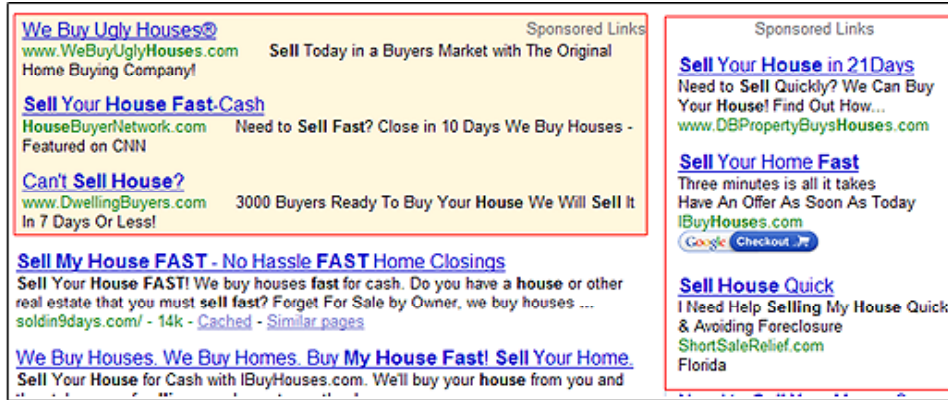 We Buy Ugly Houses® Sponsored Links
www.WeBuyUglyHouses.com Sell Today in a Buyers Market with The Original
Home Buying Company!
Sell Your House Fast-Cash
HouseBuyerNetwork.com Need to Sell Fast? Close in 10 Days We Buy Houses -
Featured on CNN
Can't Sell House?
www.DwellingBuyers.com 3000 Buyers Ready To Buy Your House We Will Sell It
In 7 Days Or Less!
Sell My House FAST - No Hassle FAST Home Closings
Sell Your House FAST! We buy houses fast for cash. Do you have a house or other
real estate that you must sell fast? Forget For Sale by Owner, we buy houses ...
soldin9days.com/ - 14k - Cached - Similar pages
We Buy Houses. We Buy Homes. Buy My House Fast! Sell Your Home.
Sell Your House for Cash with IBuyHouses.com. We'll buy your house from you and
Sponsored Links
Sell Your House in 21Days
Need to Sell Quickly? We Can Buy
Your House! Find Out How...
www.DBPropertyBuysHouses.com
Sell Your Home Fast
Three minutes is all it takes
Have An Offer As Soon As Today
IBuyHouses.com
Google Checkout
Sell House Quick
I Need Help Selling My House Quick
& Avoiding Foreclosure
ShortSaleRelief.com
Florida